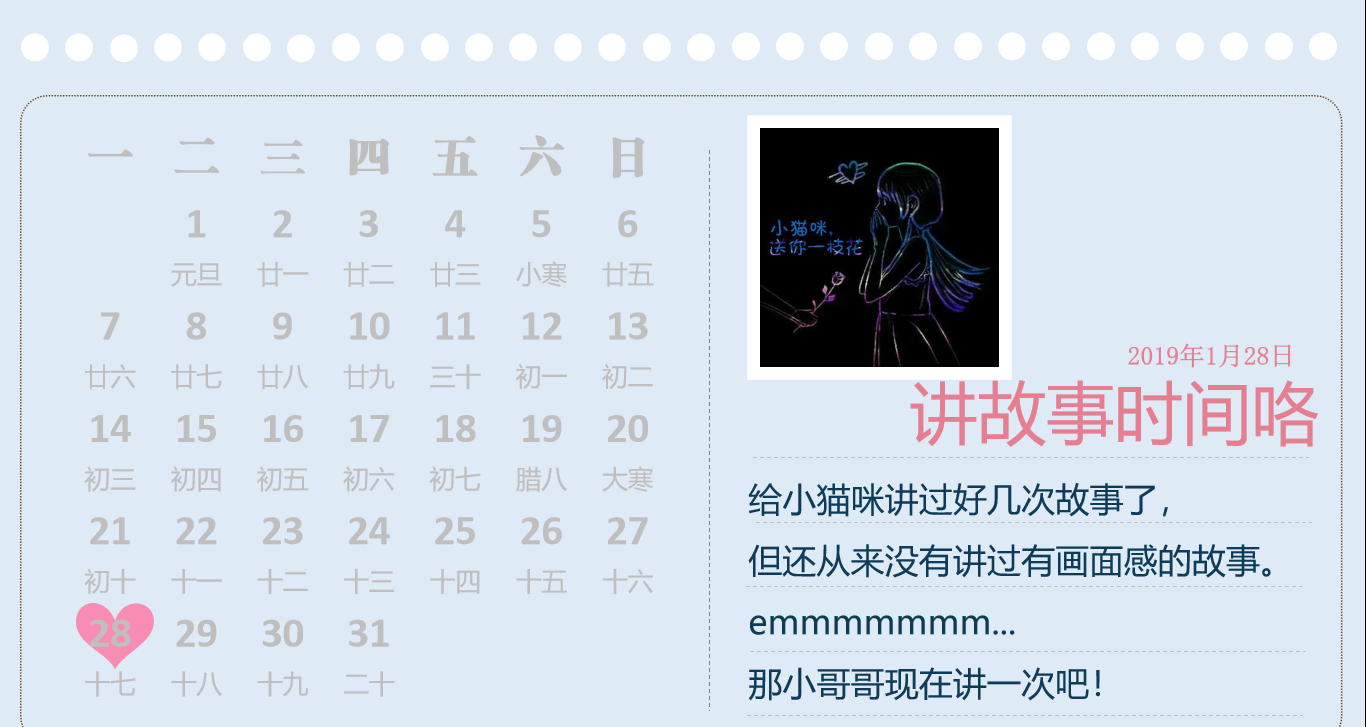 一 二 三 四 五 六 日
1 2 3 4 5 6
元旦 廿一 廿二 廿三 小寒 廿五
7 8 9 10 11 12 13
廿六 廿七 廿八 廿九 三十 初一 初二
14 15 16 17 18 19 20
初三 初四 初五 初六 初七 腊八 大寒
21 22 23 24 25 26 27
初十 十一 十二 十三 十四 十五 十六
28 29 30 31
十七 十八 十九 二十
小猫咪，
送你一枝花
2019年1月28日
讲故事时间咯
给小猫咪讲过好几次故事了，
但还从来没有讲过有画面感的故事。
emmmmmmm...
那小哥哥现在讲一次吧！